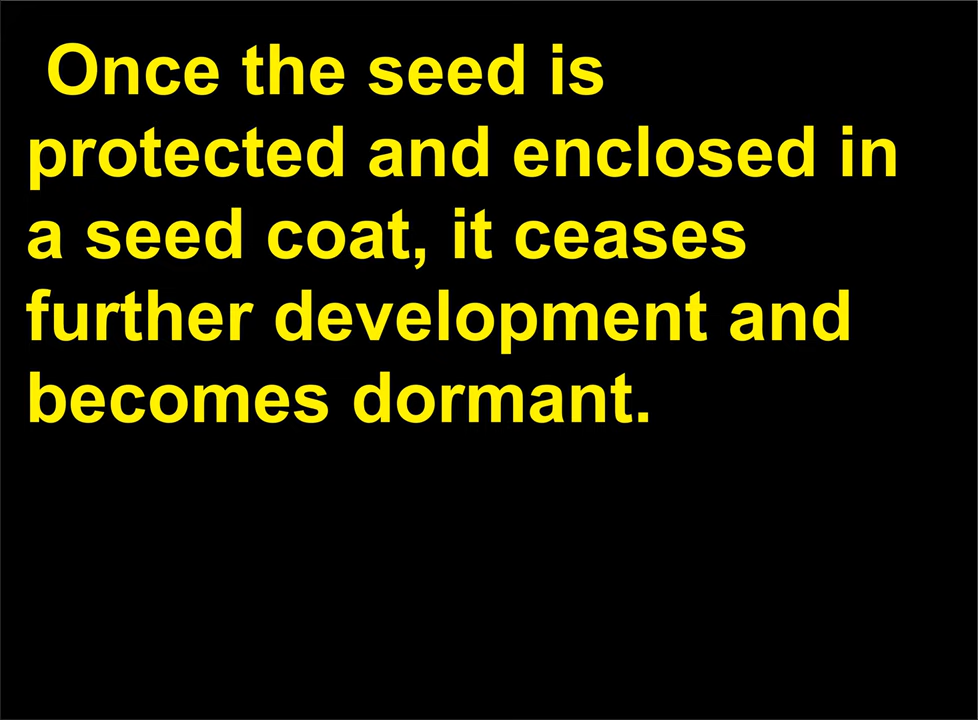 Once the seed is
protected and enclosed in
a seed coat, it ceases
further development and
becomes dormant.